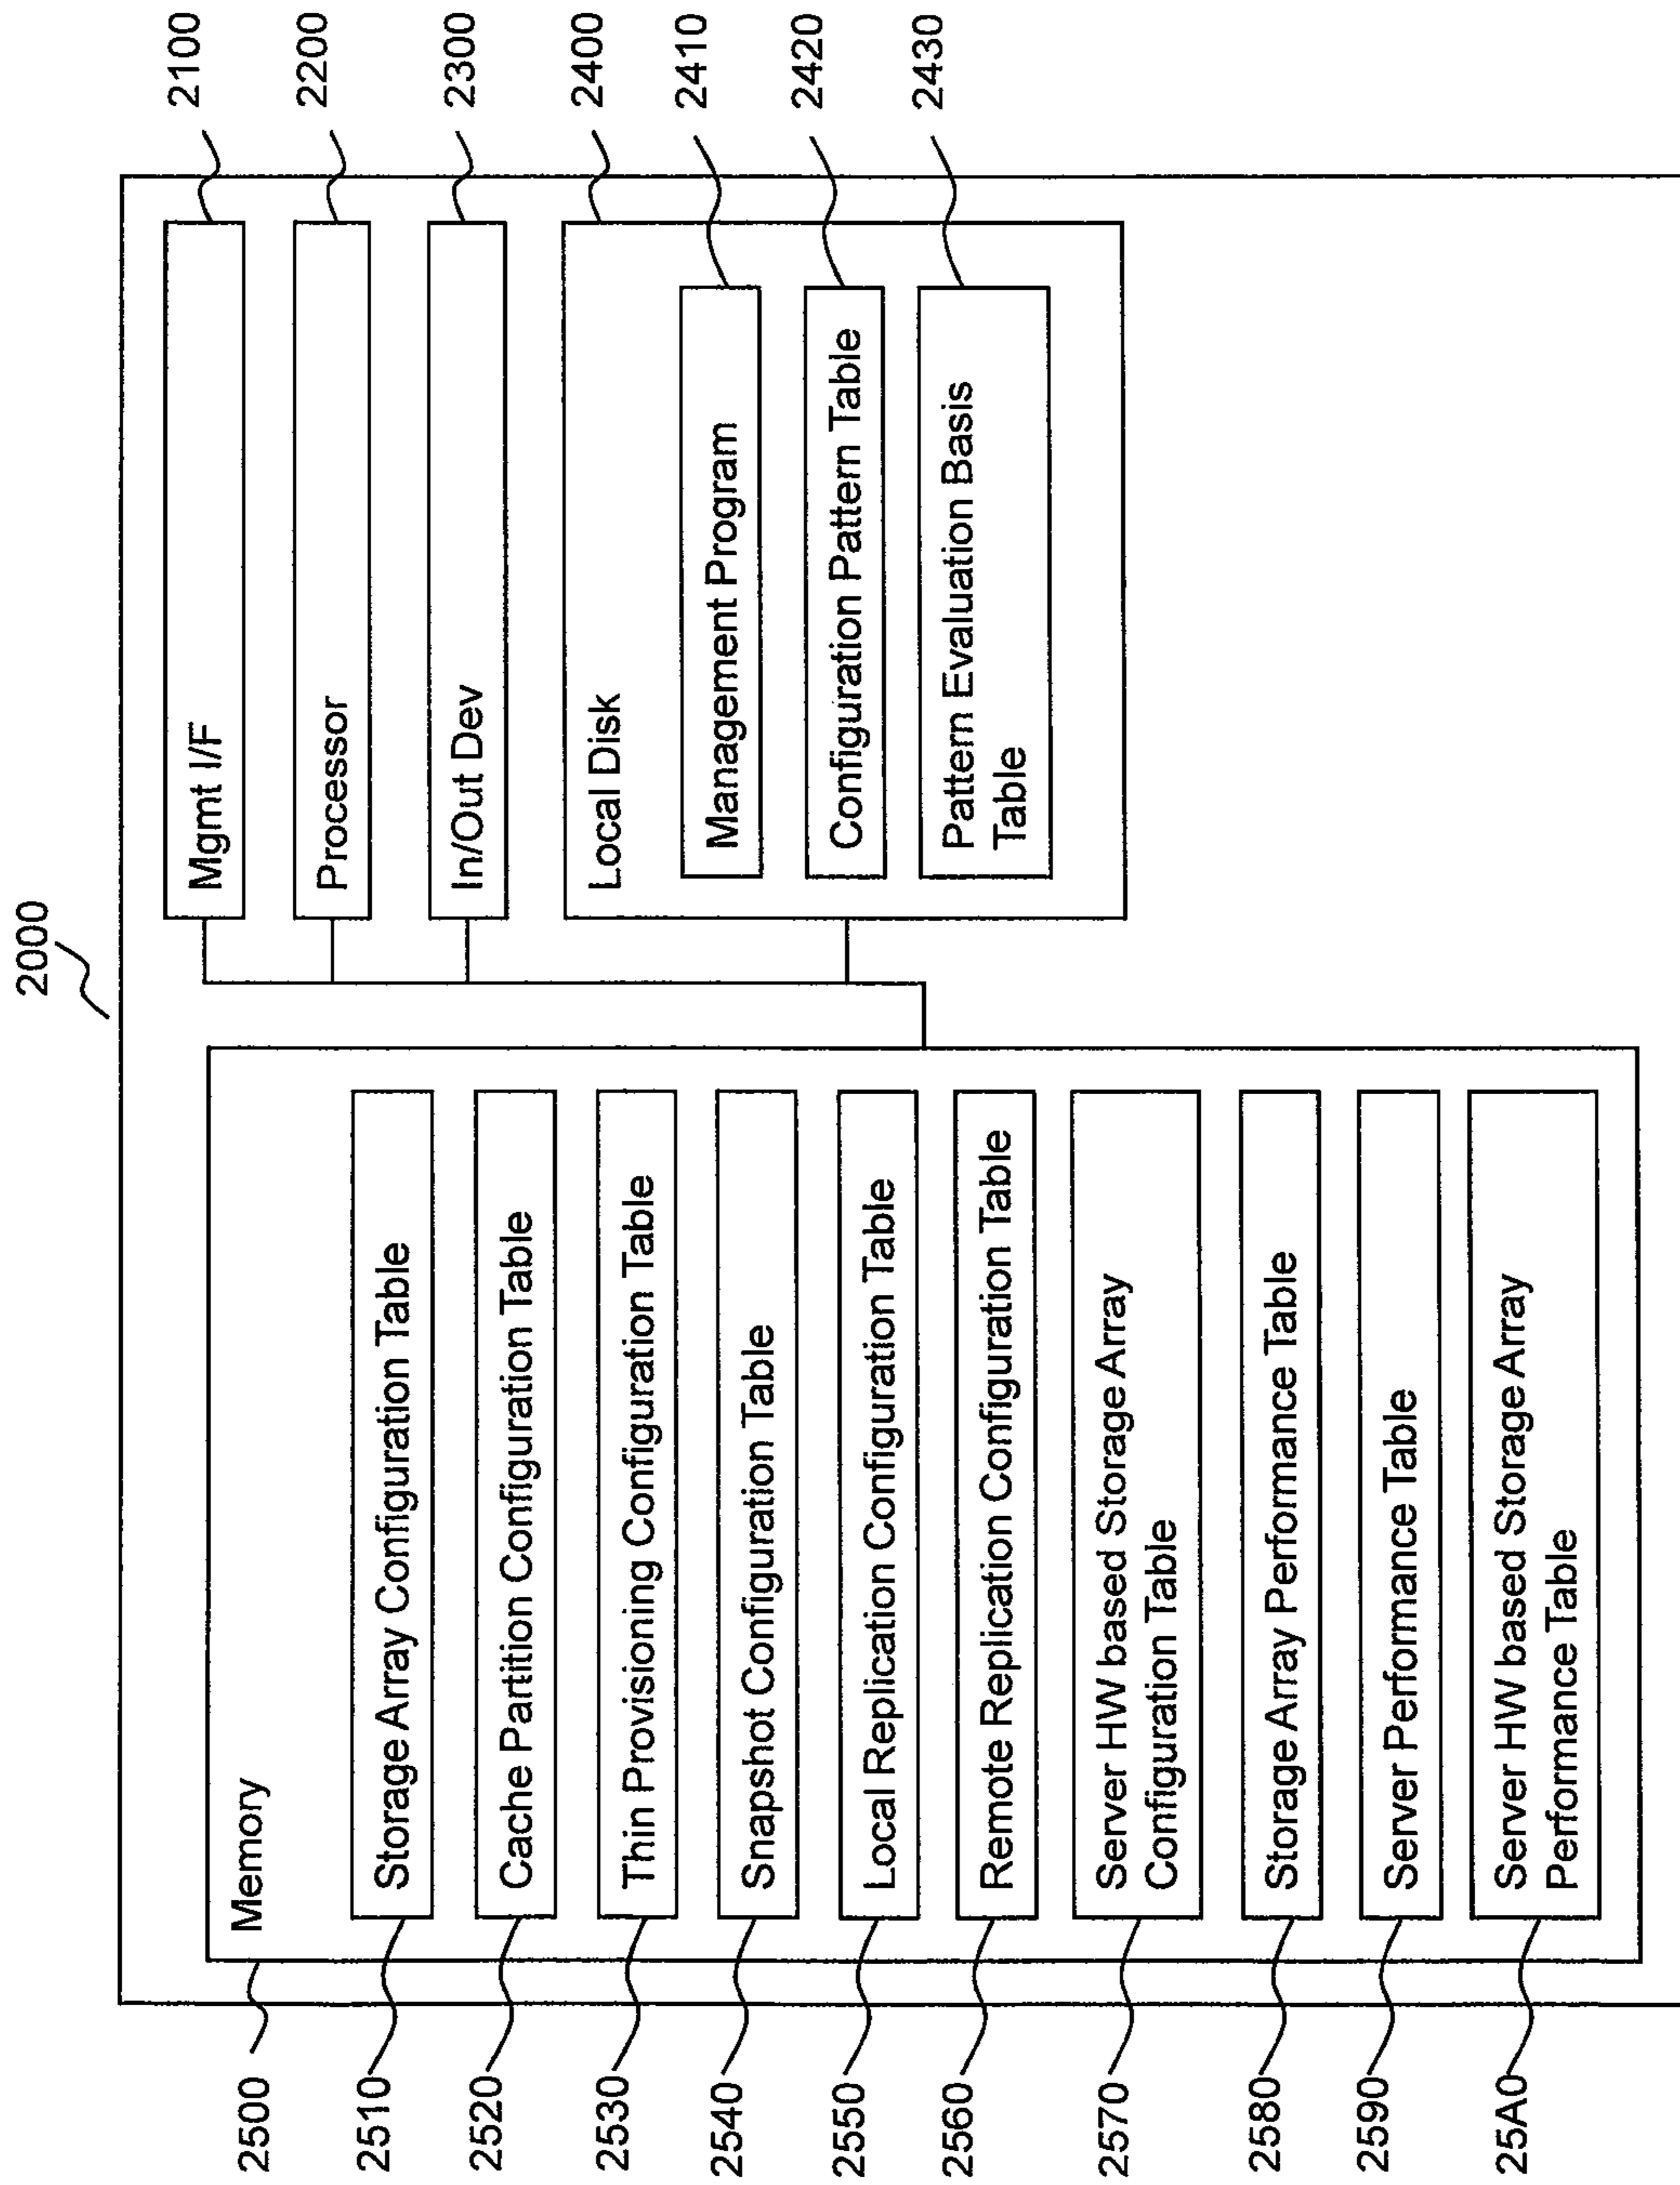 2000
2500
Memory
2510
Storage Array Configuration Table
2520
Cache Partition Configuration Table
2530
Thin Provisioning Configuration Table
2540
Snapshot Configuration Table
2550
Local Replication Configuration Table
2560
Remote Replication Configuration Table
2570
Server HW based Storage Array
Configuration Table
2580
Storage Array Performance Table
2590
Server Performance Table
25A0
Server HW based Storage Array
Performance Table
Mgmt I/F
2100
Processor
2200
In/Out Dev
2300
Local Disk
2400
Management Program
2410
Configuration Pattern Table
2420
Pattern Evaluation Basis
Table
2430